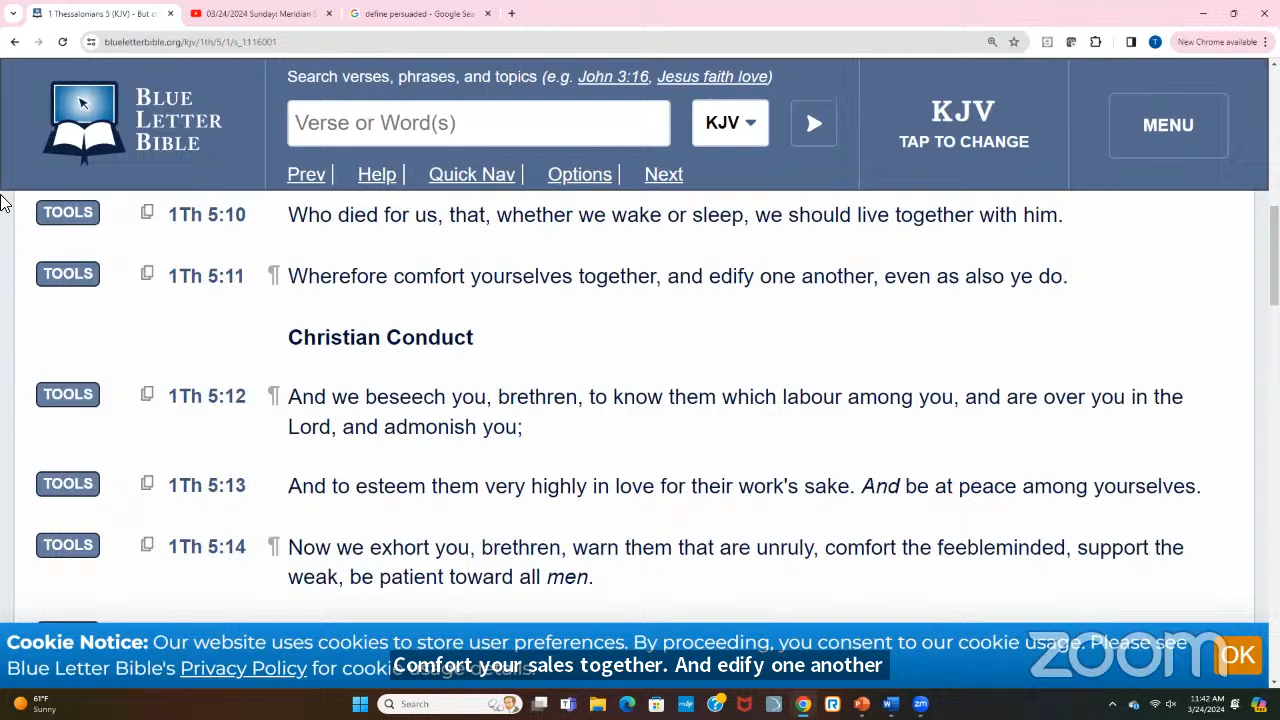 1 Thessalonians 5 (KJV) - But of
03/24/2024 Sunday: Meridian S
define persuaded - Google Sea
blueletterbible.org/kjv/1th/5/1/s_1116001
New Chrome available
BLUE LETTER BIBLE
Search verses, phrases, and topics (e.g. John 3:16, Jesus faith love)
Verse or Word(s)
KJV
KJV
TAP TO CHANGE
MENU
Prev | Help | Quick Nav | Options | Next
TOOLS 1Th 5:10 Who died for us, that, whether we wake or sleep, we should live together with him.
TOOLS 1Th 5:11 ¶ Wherefore comfort yourselves together, and edify one another, even as also ye do.
Christian Conduct
TOOLS 1Th 5:12 ¶ And we beseech you, brethren, to know them which labour among you, and are over you in the
Lord, and admonish you;
TOOLS 1Th 5:13 And to esteem them very highly in love for their work's sake. And be at peace among yourselves.
TOOLS 1Th 5:14 ¶ Now we exhort you, brethren, warn them that are unruly, comfort the feebleminded, support the
weak, be patient toward all men.
Cookie Notice: Our website uses cookies to store user preferences. By proceeding, you consent to our cookie usage. Please see
Blue Letter Bible's Privacy Policy for cookie usage details.
OK
zoom
Comfort your sales together. And edify one another
61°F
Sunny
Search
11:42 AM
3/24/2024